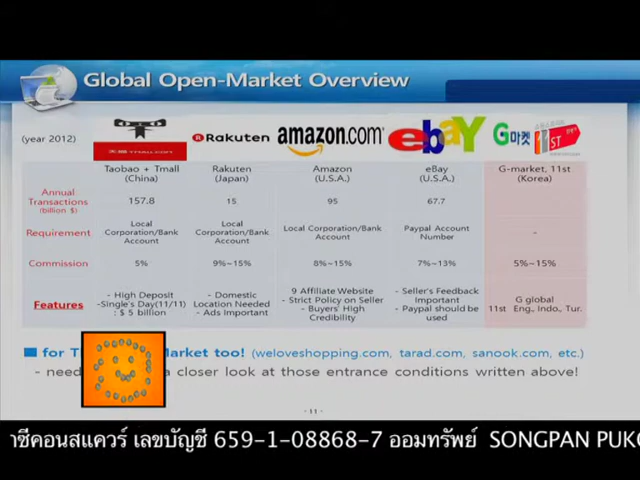 Global Open-Market Overview
(year 2012)
TMALL.COM
Rakuten
amazon.com
ebay
G마켓
11ST
Taobao + Tmall (China)
Rakuten (Japan)
Amazon (U.S.A.)
eBay (U.S.A.)
G-market, 11st (Korea)
Annual Transactions (billion $)
157.8
15
95
67.7
Requirement
Local Corporation/Bank Account
Local Corporation/Bank Account
Local Corporation/Bank Account
Paypal Account Number
-
Commission
5%
9%~15%
8%~15%
7%~13%
5%~15%
Features
- High Deposit
-Single's Day(11/11) : $ 5 billion
- Domestic Location Needed
- Ads Important
9 Affiliate Website
- Strict Policy on Seller
- Buyers' High Credibility
- Seller's Feedback Important
- Paypal should be used
G global
11st Eng., Indo., Tur.
for T Market too! (weloveshopping.com, tarad.com, sanook.com, etc.)
- need a closer look at those entrance conditions written above!
- 11 -
าซีคอนสแควร์ เลขบัญชี 659-1-08868-7 ออมทรัพย์ SONGPAN PUK